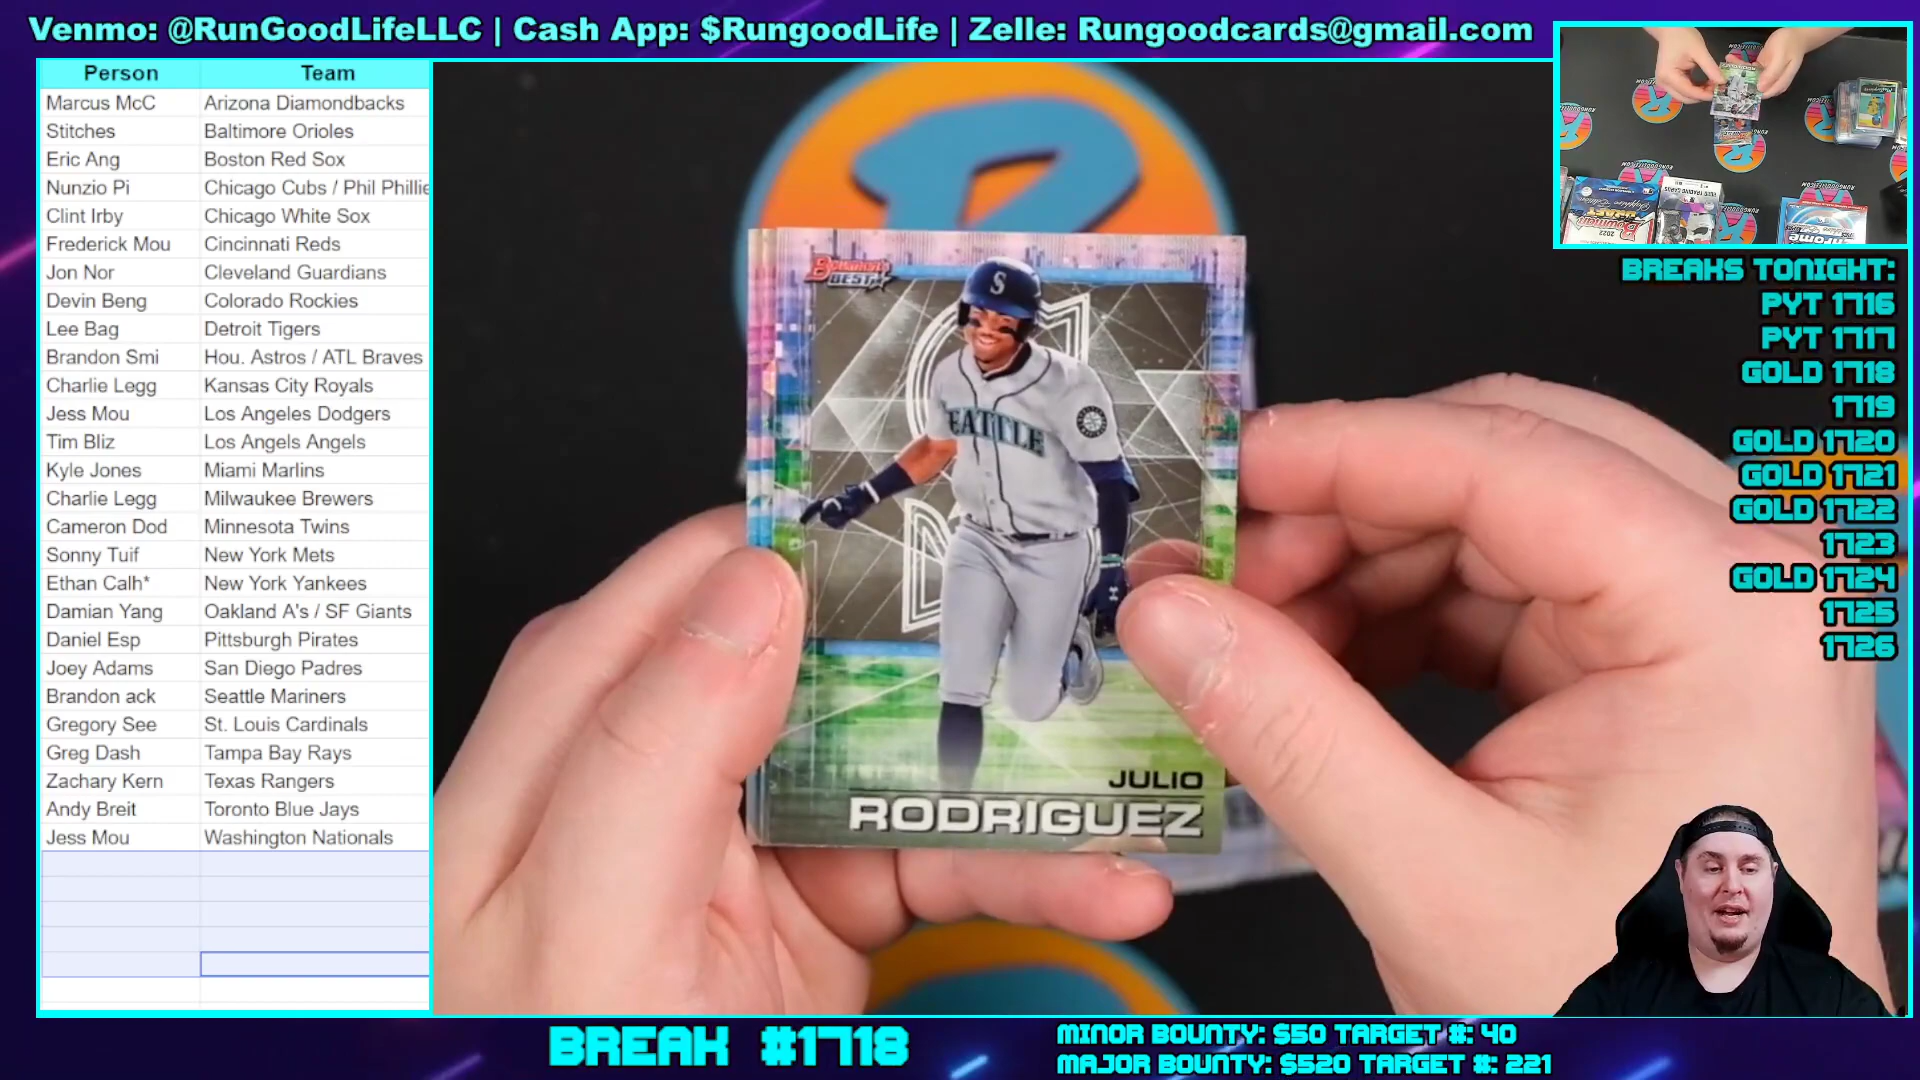 Venmo: @RunGoodLifeLLC | Cash App: $RungoodLife | Zelle: Rungoodcards@gmail.com
Person Team
Marcus McC Arizona Diamondbacks
Stitches Baltimore Orioles
Eric Ang Boston Red Sox
Nunzio Pi Chicago Cubs / Phil Phillie
Clint Irby Chicago White Sox
Frederick Mou Cincinnati Reds
Jon Nor Cleveland Guardians
Devin Beng Colorado Rockies
Lee Bag Detroit Tigers
Brandon Smi Hou. Astros / ATL Braves
Charlie Legg Kansas City Royals
Jess Mou Los Angeles Dodgers
Tim Bliz Los Angels Angels
Kyle Jones Miami Marlins
Charlie Legg Milwaukee Brewers
Cameron Dod Minnesota Twins
Sonny Tuif New York Mets
Ethan Calh* New York Yankees
Damian Yang Oakland A's / SF Giants
Daniel Esp Pittsburgh Pirates
Joey Adams San Diego Padres
Brandon ack Seattle Mariners
Gregory See St. Louis Cardinals
Greg Dash Tampa Bay Rays
Zachary Kern Texas Rangers
Andy Breit Toronto Blue Jays
Jess Mou Washington Nationals
BOWMAN'S
BEST
S
SEATTLE
JULIO
RODRIGUEZ
BREAKS TONIGHT:
PYT 1716
PYT 1717
GOLD 1718
1719
GOLD 1720
GOLD 1721
GOLD 1722
1723
GOLD 1724
1725
1726
BREAK #1718
MINOR BOUNTY: $50 TARGET #: 40
MAJOR BOUNTY: $520 TARGET #: 221